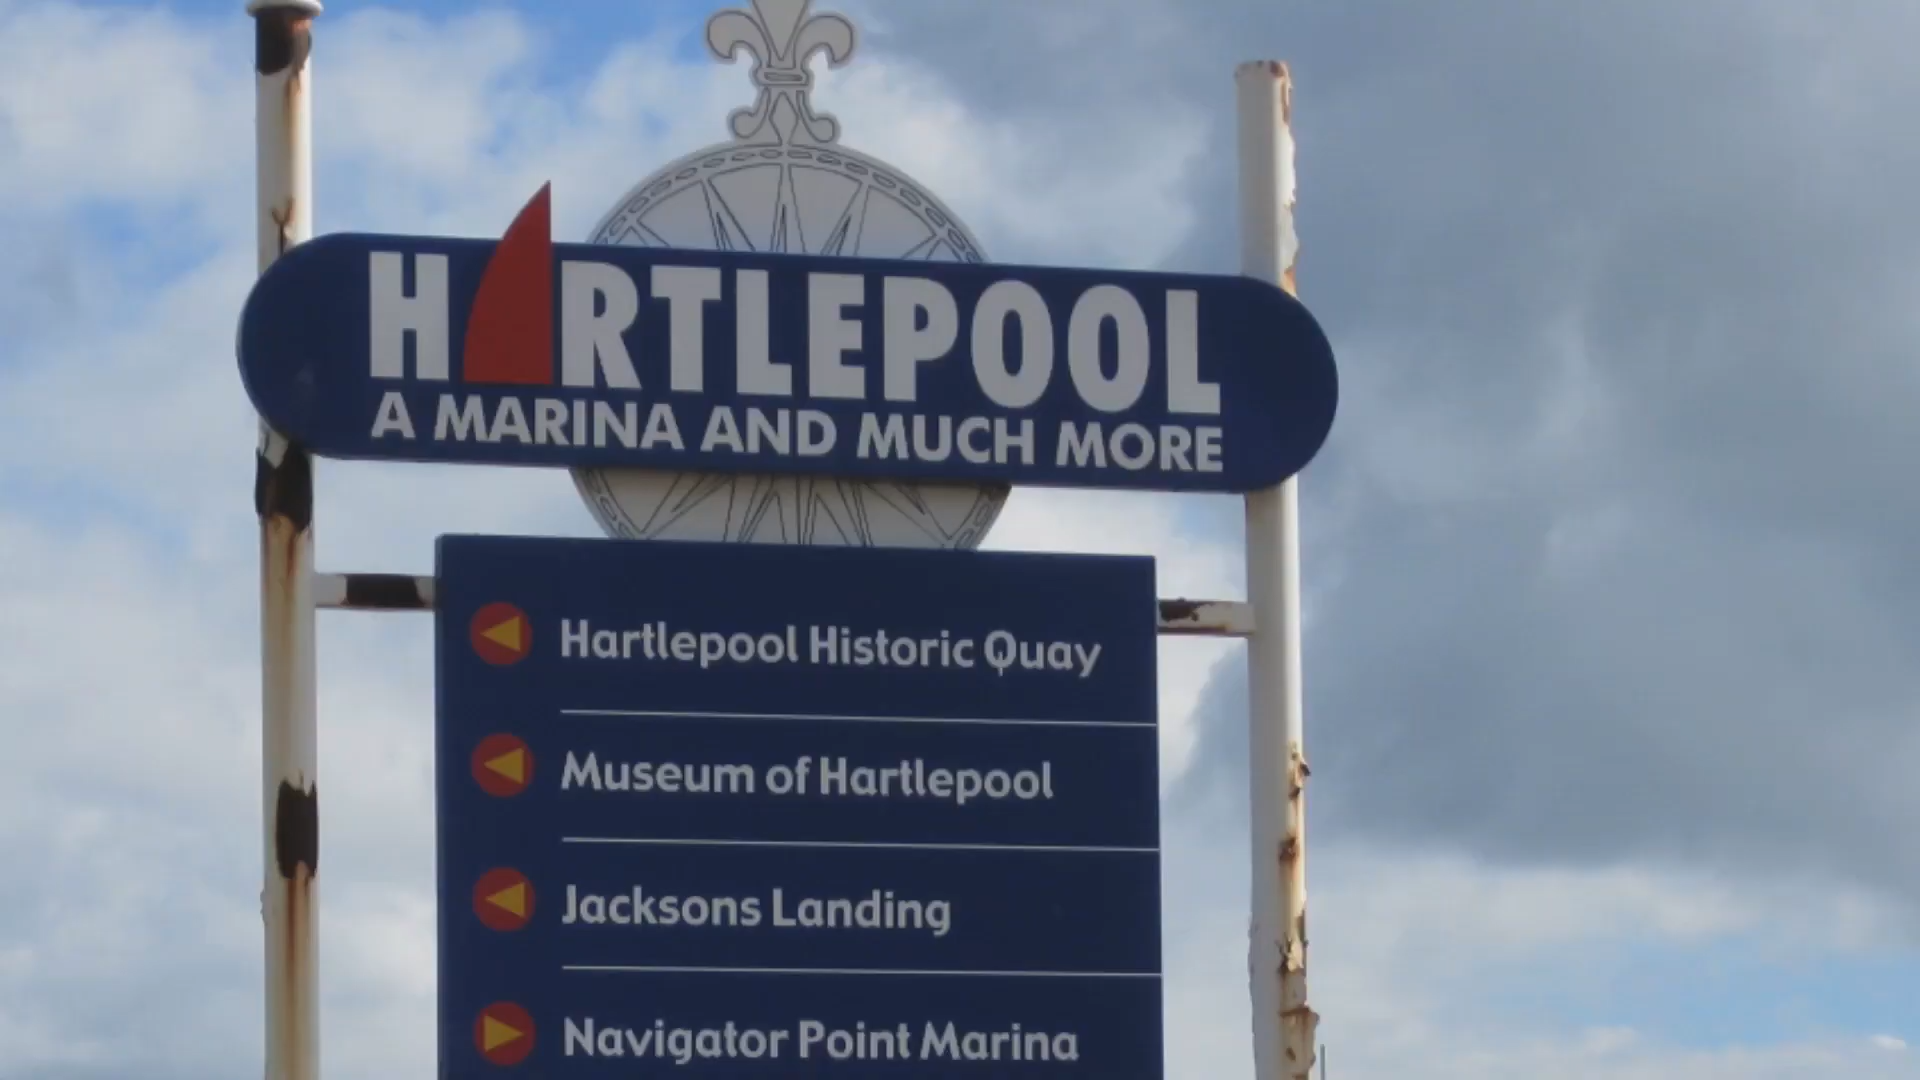 HARTLEPOOL
A MARINA AND MUCH MORE
Hartlepool Historic Quay
Museum of Hartlepool
Jacksons Landing
Navigator Point Marina